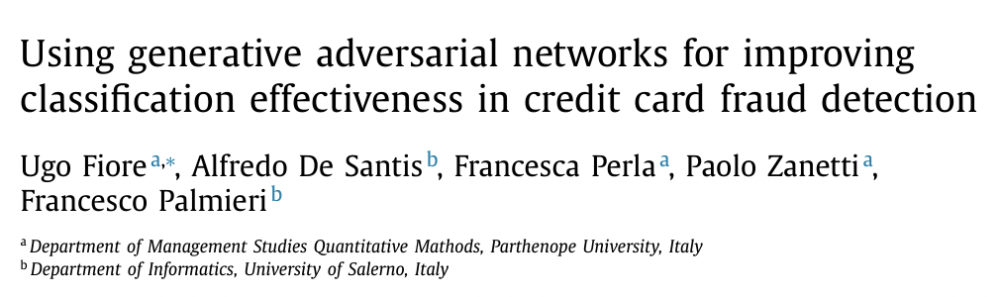 Using generative adversarial networks for improving
classification effectiveness in credit card fraud detection
Ugo Fiore a,*, Alfredo De Santis b, Francesca Perla a, Paolo Zanetti a,
Francesco Palmieri b
a Department of Management Studies Quantitative Mathods, Parthenope University, Italy
b Department of Informatics, University of Salerno, Italy